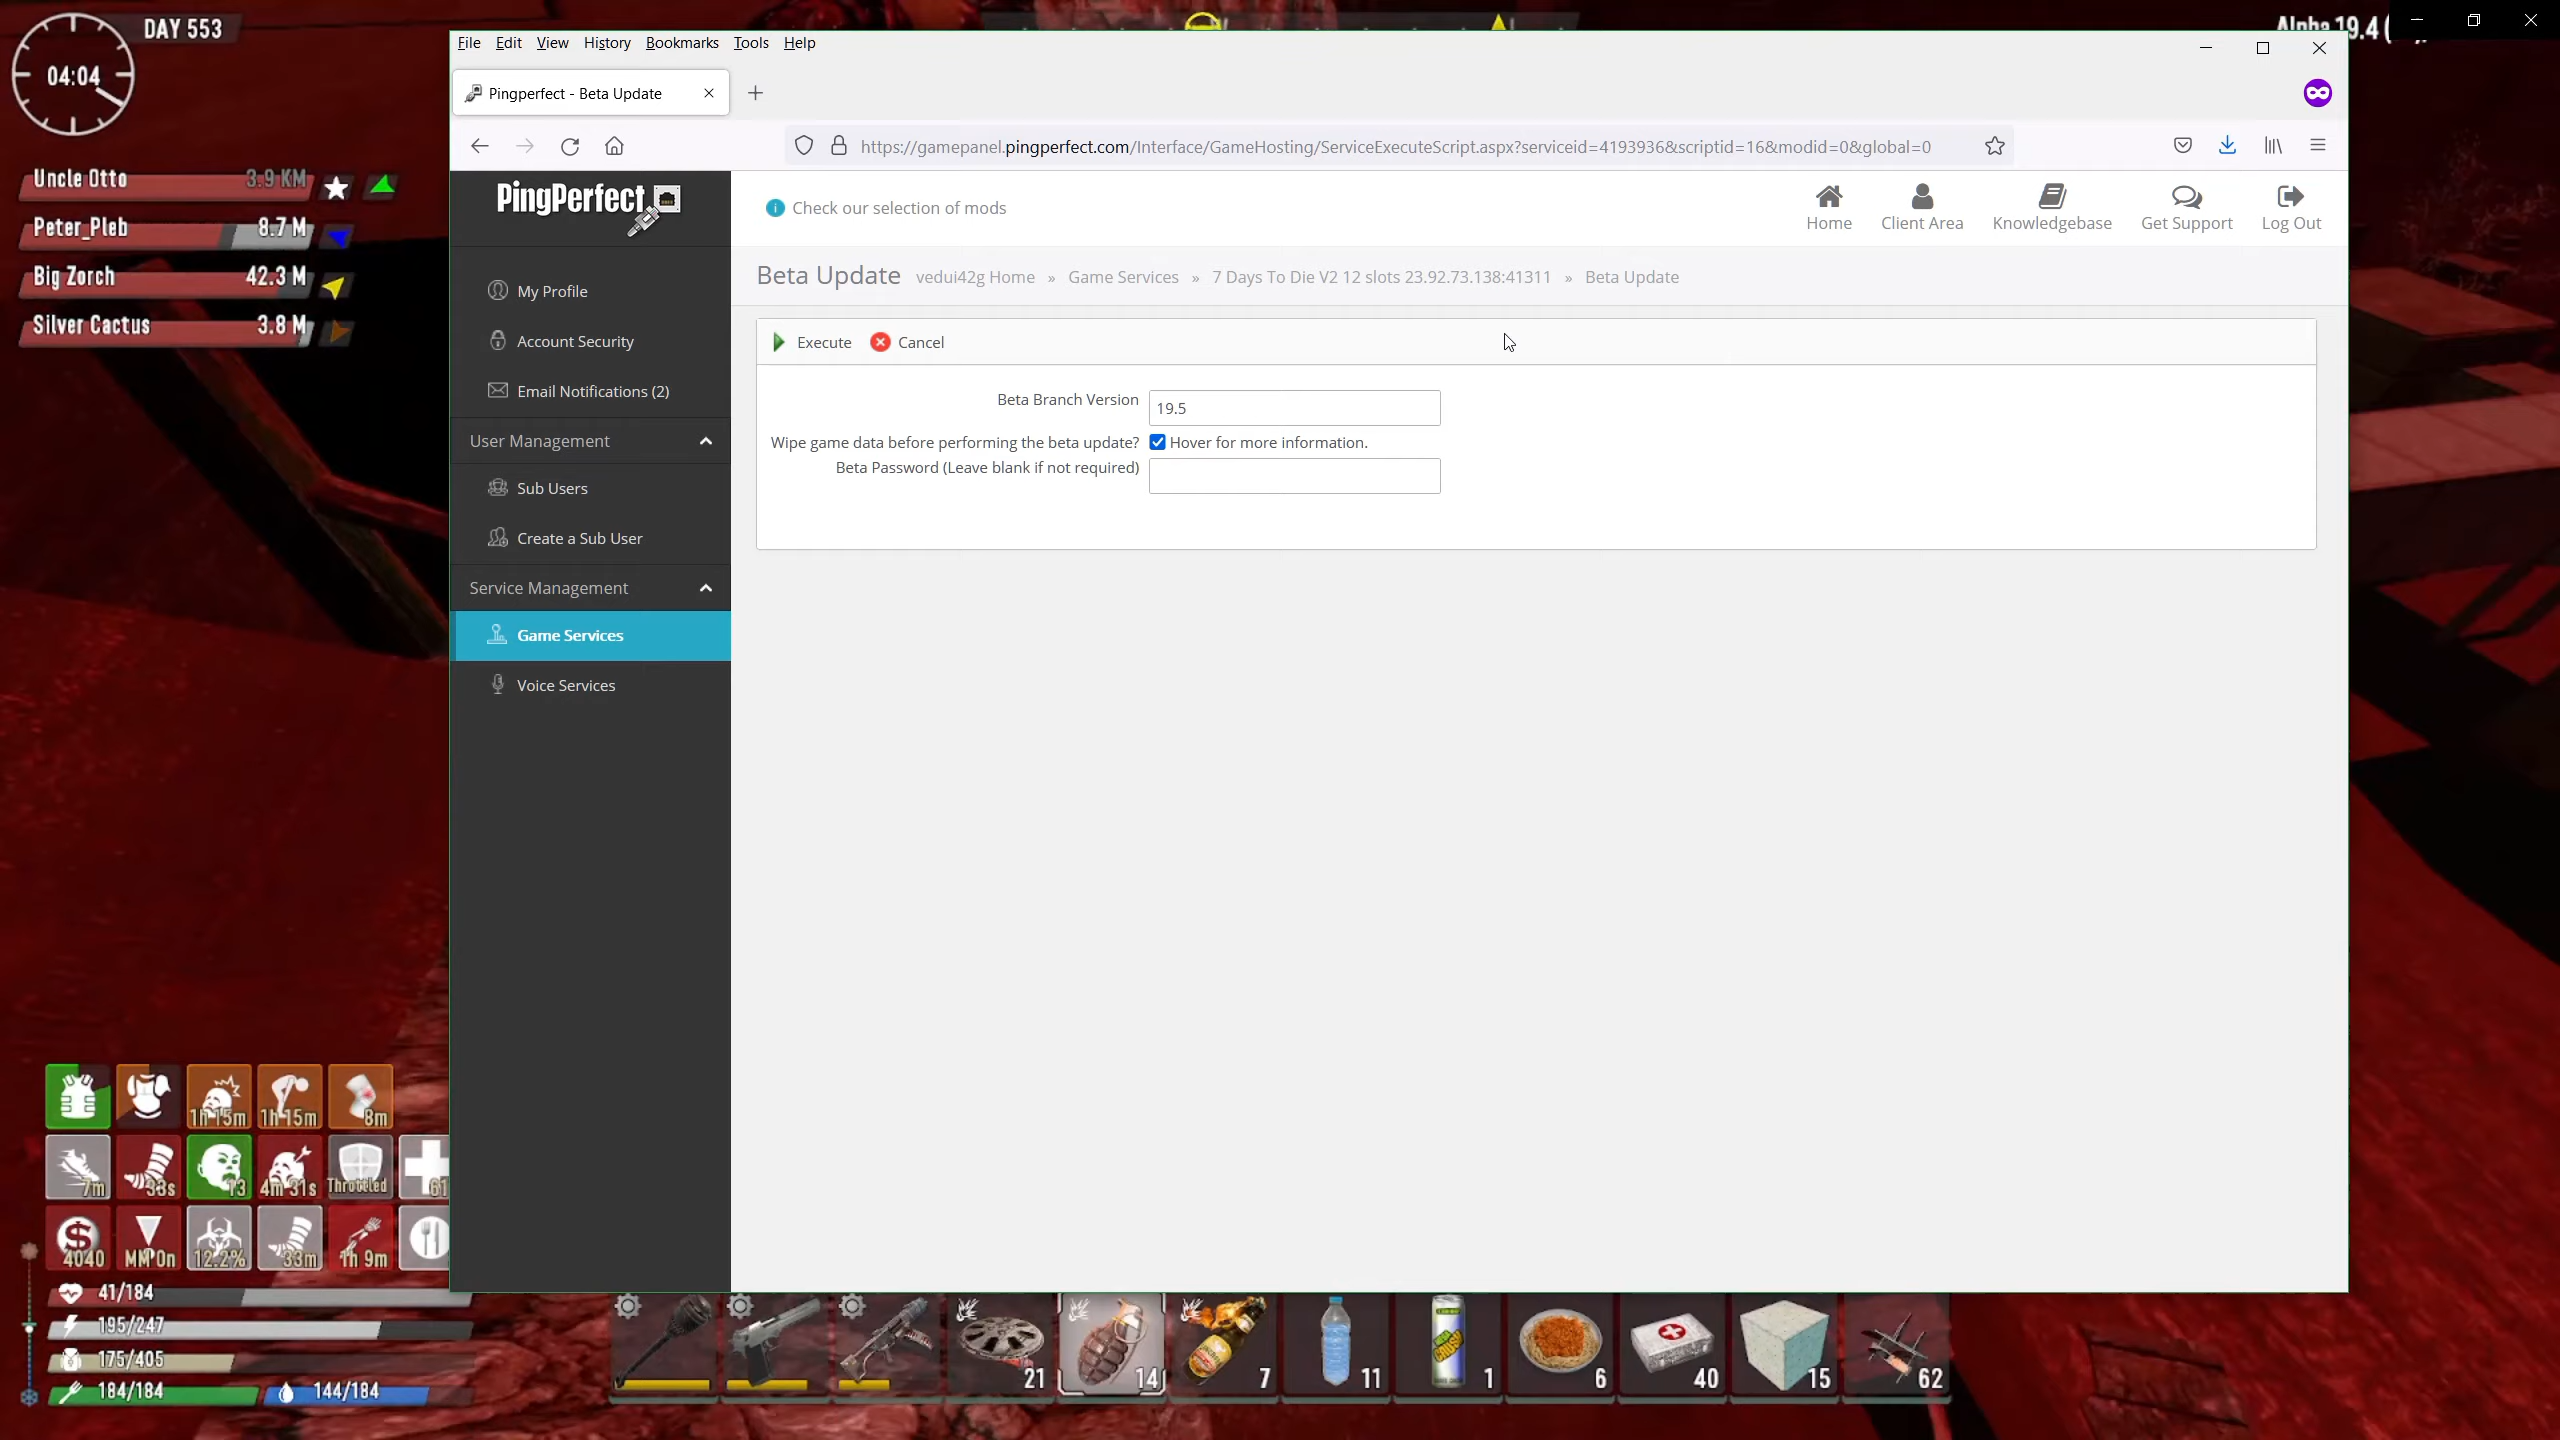 DAY 553
04:04
Uncle Otto 3.9 KM
Peter_Pleb 8.7 M
Big Zorch 42.3 M
Silver Cactus 3.8 M
Alpha 19.4 (
File Edit View History Bookmarks Tools Help
Pingperfect - Beta Update
https://gamepanel.pingperfect.com/Interface/GameHosting/ServiceExecuteScript.aspx?serviceid=4193936&scriptid=16&modid=0&global=0
PingPerfect
Check our selection of mods
Home Client Area Knowledgebase Get Support Log Out
Beta Update vedui42g Home » Game Services » 7 Days To Die V2 12 slots 23.92.73.138:41311 » Beta Update
My Profile
Account Security
Email Notifications (2)
User Management
Sub Users
Create a Sub User
Service Management
Game Services
Voice Services
Execute Cancel
Beta Branch Version 19.5
Wipe game data before performing the beta update? Hover for more information.
Beta Password (Leave blank if not required)
1h 15m 1h 15m 8m
7m 33s 13 4m 31s Throttled 61
4040 MM On 12.2% 33m 1h 9m
41/184
195/247
175/405
184/184 144/184
21 14 7 11 1 6 40 15 62